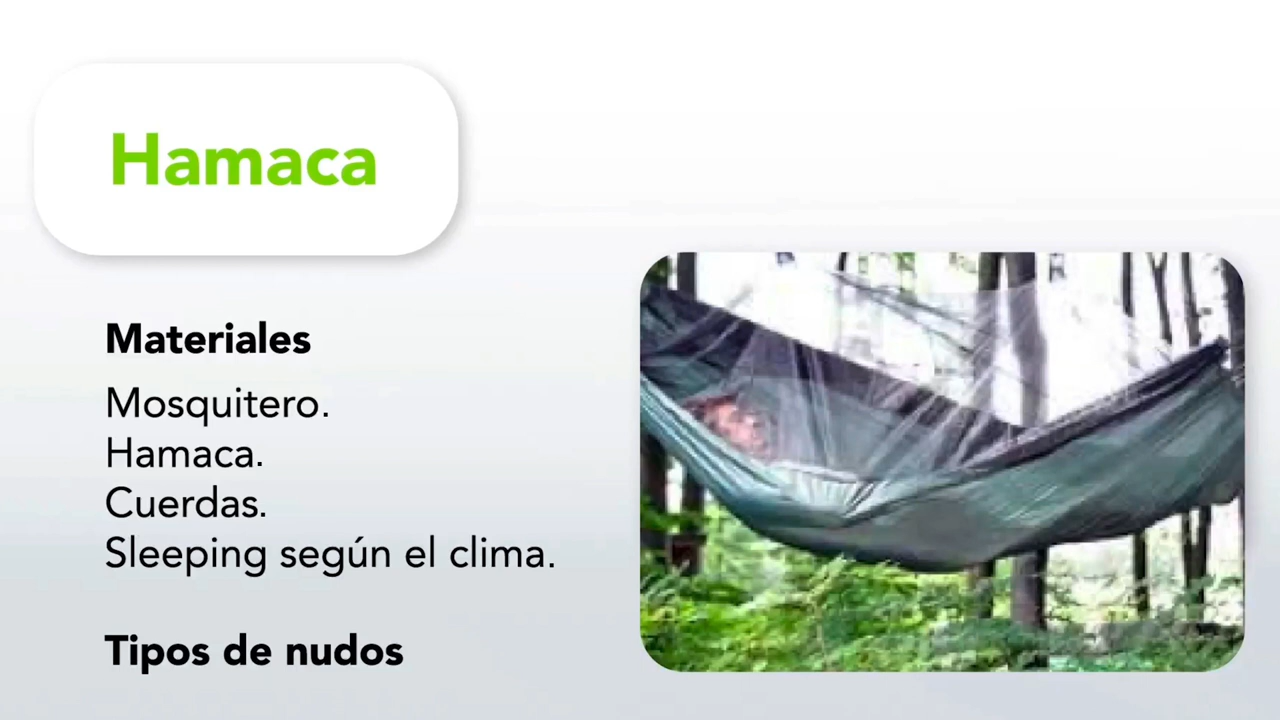 Hamaca
Materiales
Mosquitero.
Hamaca.
Cuerdas.
Sleeping según el clima.
Tipos de nudos